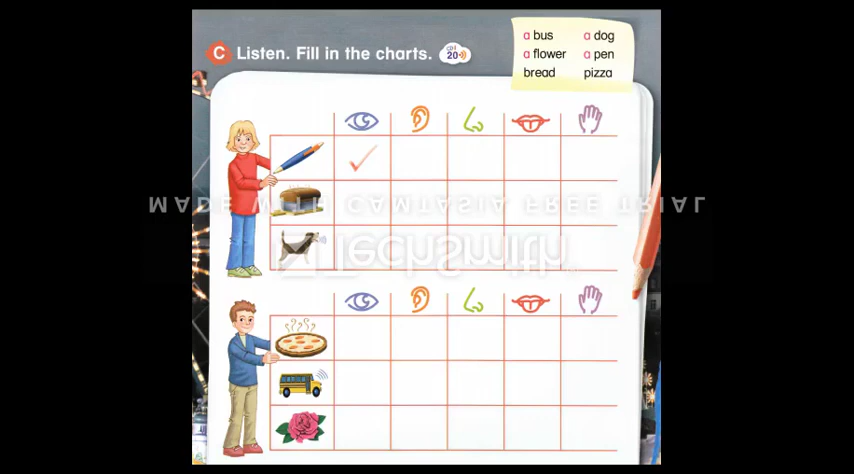 C Listen. Fill in the charts. CD1 20
a bus a dog
a flower a pen
bread pizza
MADE WITH CAMTASIA FREE TRIAL
TechSmith